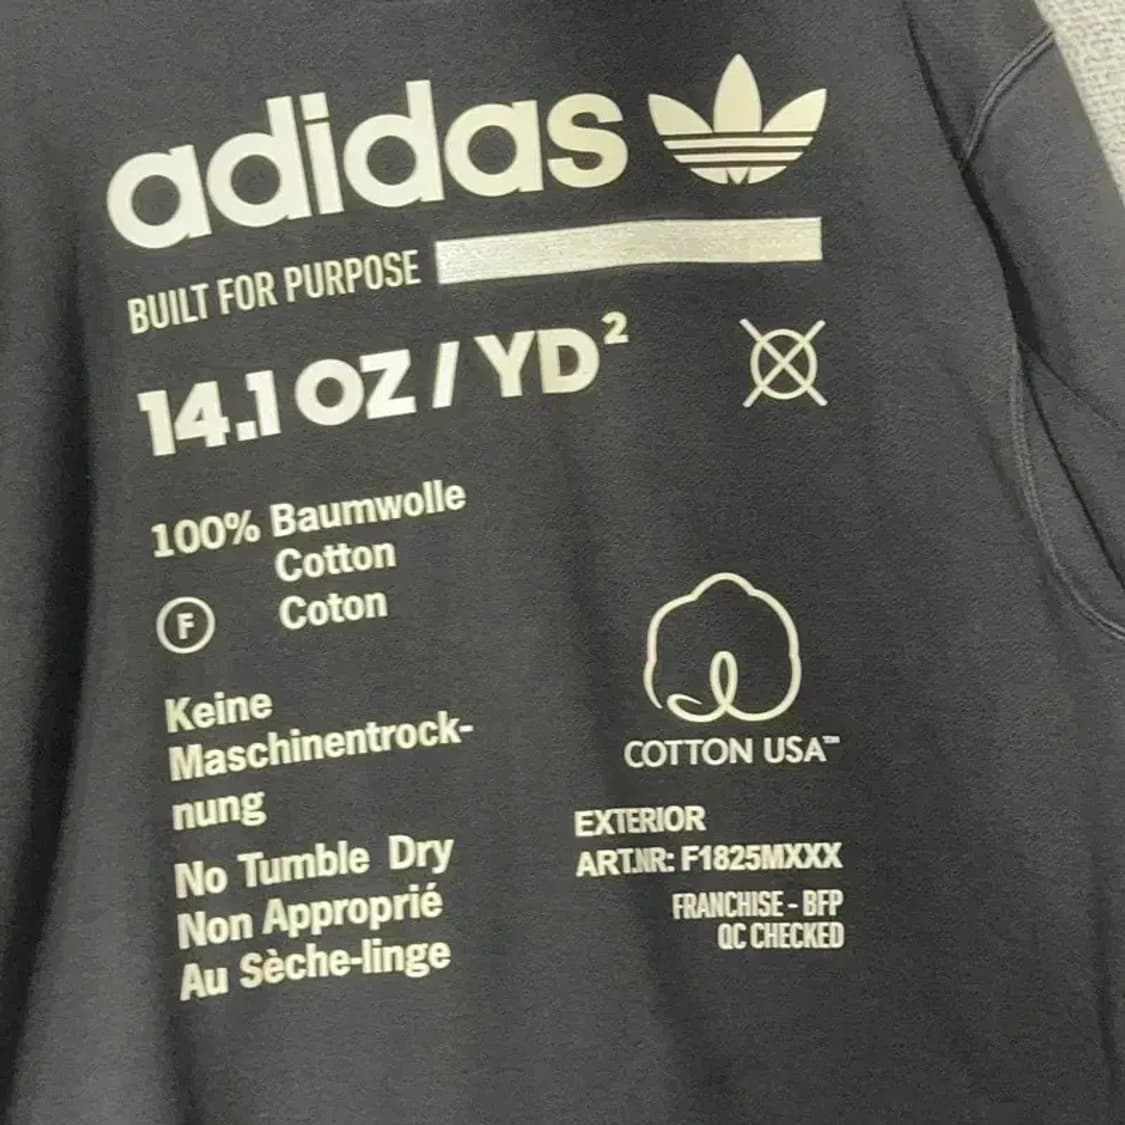 adidas
BUILT FOR PURPOSE
14.1 OZ / YD²
100% Baumwolle
Cotton
F Coton
Keine
Maschinentrock-
nung
No Tumble Dry
Non Approprié
Au Sèche-linge
COTTON USA™
EXTERIOR
ART.NR: F1825MXXX
FRANCHISE - BFP
QC CHECKED